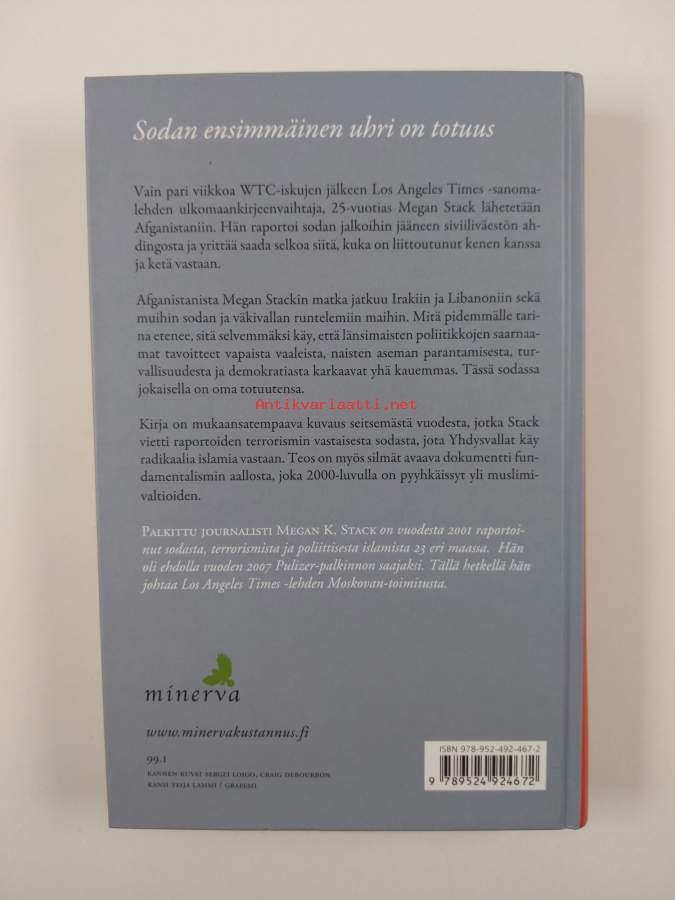 Sodan ensimmäinen uhri on totuus
Vain pari viikkoa WTC-iskujen jälkeen Los Angeles Times -sanoma-
lehden ulkomaankirjeenvaihtaja, 25-vuotias Megan Stack lähetetään
Afganistaniin. Hän raportoi sodan jalkoihin jääneen siviiliväestön ah-
dingosta ja yrittää saada selkoa siitä, kuka on liittoutunut kenen kanssa
ja ketä vastaan.
Afganistanista Megan Stackin matka jatkuu Irakiin ja Libanoniin sekä
muihin sodan ja väkivallan runtelemiin maihin. Mitä pidemmälle tari-
na etenee, sitä selvemmäksi käy, että länsimaisten poliitikkojen saarnaa-
mat tavoitteet vapaista vaaleista, naisten aseman parantamisesta, tur-
vallisuudesta ja demokratiasta karkaavat yhä kauemmas. Tässä sodassa
jokaisella on oma totuutensa.
Antikvariaatti.net
Kirja on mukaansatempaava kuvaus seitsemästä vuodesta, jotka Stack
vietti raportoiden terrorismin vastaisesta sodasta, jota Yhdysvallat käy
radikaalia islamia vastaan. Teos on myös silmät avaava dokumentti fun-
damentalismin aallosta, joka 2000-luvulla on pyyhkäissyt yli muslimi-
valtioiden.
Palkittu journalisti Megan K. Stack on vuodesta 2001 raportoi-
nut sodasta, terrorismista ja poliittisesta islamista 23 eri maassa. Hän
oli ehdolla vuoden 2007 Pulizer-palkinnon saajaksi. Tällä hetkellä hän
johtaa Los Angeles Times -lehden Moskovan-toimitusta.
minerva
www.minervakustannus.fi
99.1
KANNEN KUVAT SERGEI LOIGO, CRAIG DEBOURBON
KANSI TEIJA LAMMI / GRAFEMI
ISBN 978-952-492-467-2
9 789524 924672